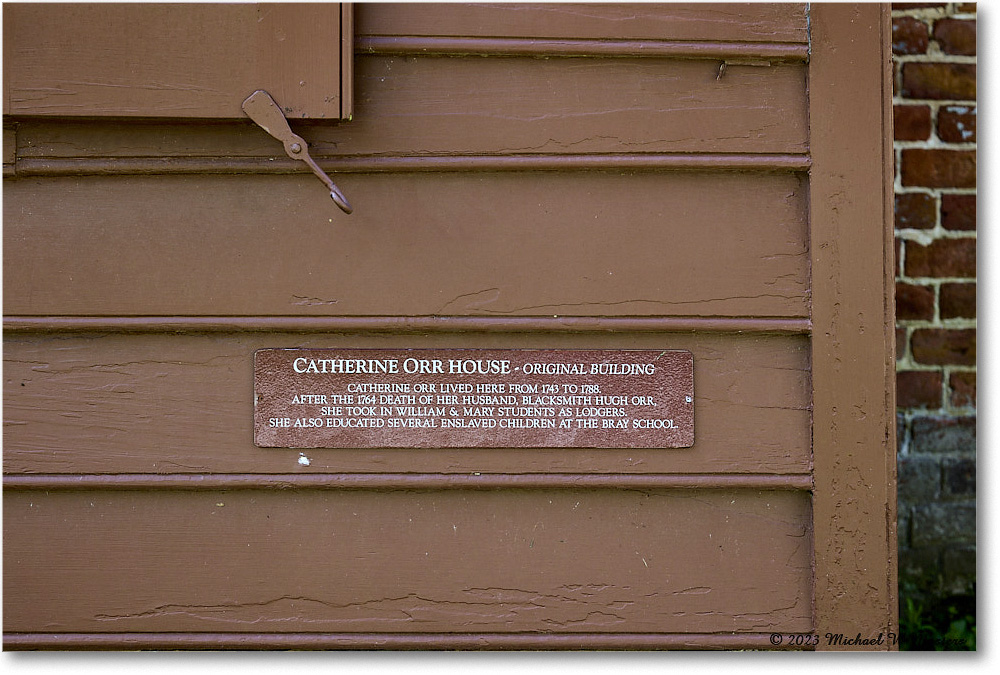 CATHERINE ORR HOUSE - ORIGINAL BUILDING
CATHERINE ORR LIVED HERE FROM 1743 TO 1788.
AFTER THE 1764 DEATH OF HER HUSBAND, BLACKSMITH HUGH ORR,
SHE TOOK IN WILLIAM & MARY STUDENTS AS LODGERS.
SHE ALSO EDUCATED SEVERAL ENSLAVED CHILDREN AT THE BRAY SCHOOL.
© 2023 Michael